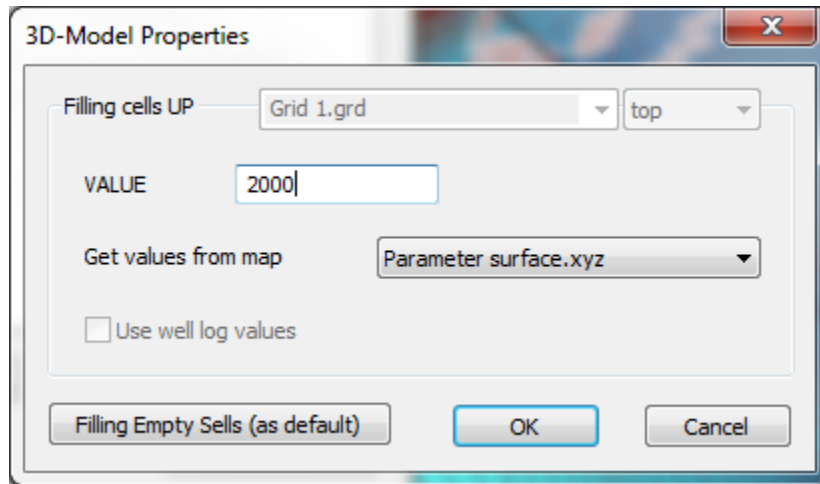 3D-Model Properties
Filling cells UP Grid 1.grd top
VALUE 2000
Get values from map Parameter surface.xyz
Use well log values
Filling Empty Sells (as default) OK Cancel